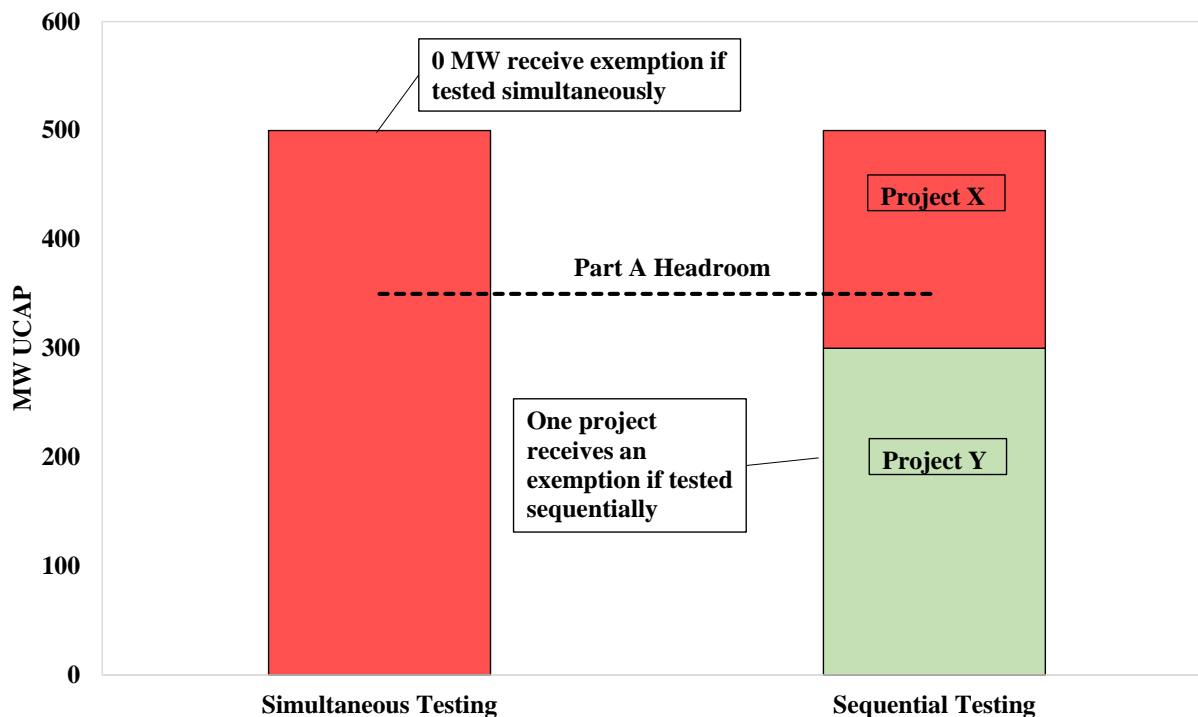 600
500
400
300
200
100
0
MW UCAP
0 MW receive exemption if
tested simultaneously
Part A Headroom
Project X
One project
receives an
exemption if tested
sequentially
Project Y
Simultaneous Testing
Sequential Testing